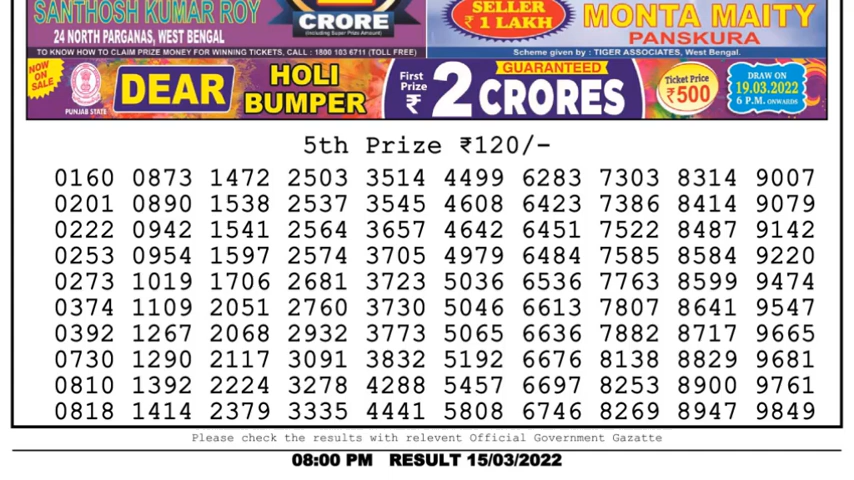 SANTHOSH KUMAR ROY
24 NORTH PARGANAS, WEST BENGAL
CRORE
(Including Super Prize Amount)
TO KNOW HOW TO CLAIM PRIZE MONEY FOR WINNING TICKETS, CALL : 1800 103 6711 (TOLL FREE)
SELLER
₹ 1 LAKH
MONTA MAITY
PANSKURA
Scheme given by : TIGER ASSOCIATES, West Bengal.
NOW ON SALE
PUNJAB STATE
DEAR
HOLI
BUMPER
First
Prize
₹
2 CRORES
GUARANTEED
Ticket Price
₹500
DRAW ON
19.03.2022
6 P.M. ONWARDS
5th Prize ₹120/-
0160 0873 1472 2503 3514 4499 6283 7303 8314 9007
0201 0890 1538 2537 3545 4608 6423 7386 8414 9079
0222 0942 1541 2564 3657 4642 6451 7522 8487 9142
0253 0954 1597 2574 3705 4979 6484 7585 8584 9220
0273 1019 1706 2681 3723 5036 6536 7763 8599 9474
0374 1109 2051 2760 3730 5046 6613 7807 8641 9547
0392 1267 2068 2932 3773 5065 6636 7882 8717 9665
0730 1290 2117 3091 3832 5192 6676 8138 8829 9681
0810 1392 2224 3278 4288 5457 6697 8253 8900 9761
0818 1414 2379 3335 4441 5808 6746 8269 8947 9849
Please check the results with relevent Official Government Gazatte
08:00 PM RESULT 15/03/2022